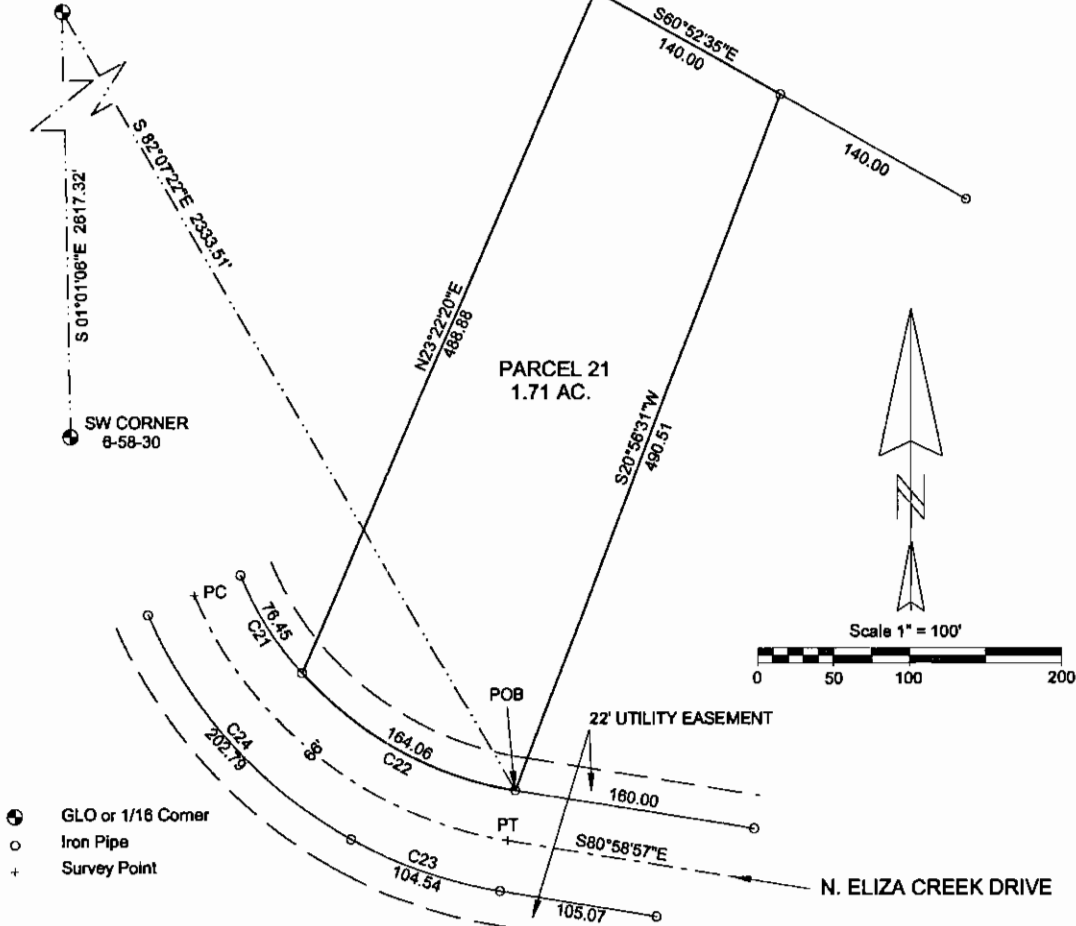 S60°52'35"E
140.00
140.00
S 82°07'22"E 2333.51'
S 01°01'06"E 2617.32'
N23°22'20"E
488.88
PARCEL 21
1.71 AC.
S20°56'31"W
490.51
SW CORNER
6-58-30
N
Scale 1" = 100'
0 50 100 200
PC
76.45
C21
POB
22' UTILITY EASEMENT
164.06
C22
66'
C24
202.79
160.00
PT
S80°58'57"E
C23
104.54
105.07
N. ELIZA CREEK DRIVE
GLO or 1/16 Corner
Iron Pipe
Survey Point